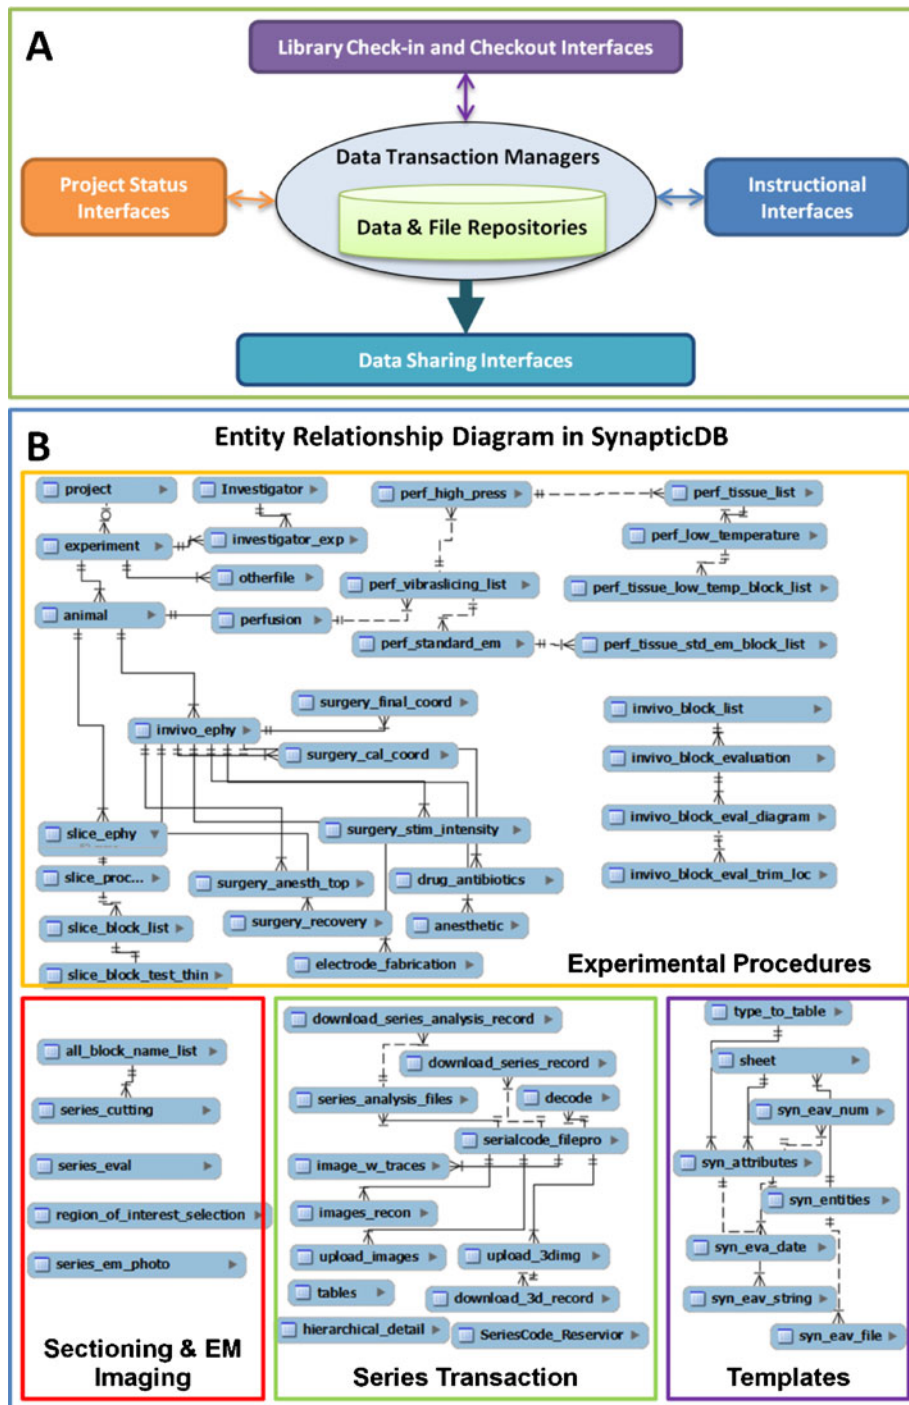 A
Library Check-in and Checkout Interfaces
Data Transaction Managers
Project Status
Interfaces
Instructional
Interfaces
Data & File Repositories
Data Sharing Interfaces
B
Entity Relationship Diagram in SynapticDB
project
Investigator
perf_high_press
perf_tissue_list
experiment
investigator_exp
perf_low_temperature
otherfile
perf_vibraslicing_list
perf_tissue_low_temp_block_list
animal
perfusion
perf_standard_em
perf_tissue_std_em_block_list
surgery_final_coord
invivo_block_list
invivo_ephy
surgery_cal_coord
invivo_block_evaluation
slice_ephy
surgery_stim_intensity
invivo_block_eval_diagram
slice_proc...
surgery_anesth_top
drug_antibiotics
invivo_block_eval_trim_loc
slice_block_list
surgery_recovery
anesthetic
slice_block_test_thin
electrode_fabrication
Experimental Procedures
all_block_name_list
series_cutting
series_eval
region_of_interest_selection
series_em_photo
Sectioning & EM
Imaging
download_series_analysis_record
download_series_record
series_analysis_files
decode
serialcode_filepro
image_w_traces
images_recon
upload_images
upload_3dimg
tables
download_3d_record
hierarchical_detail
SeriesCode_Reservior
Series Transaction
type_to_table
sheet
syn_eav_num
syn_attributes
syn_entities
syn_eva_date
syn_eav_string
syn_eav_file
Templates